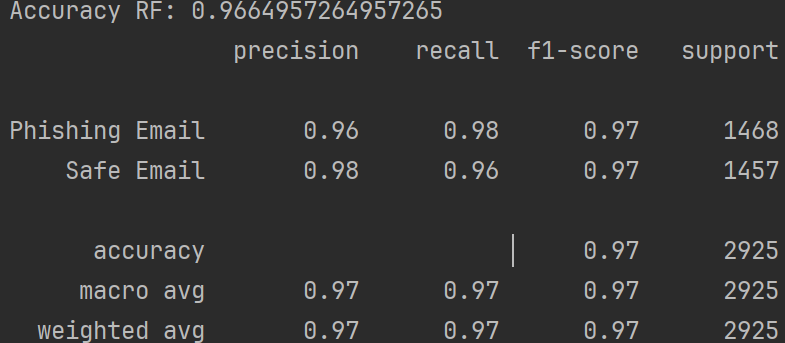 Accuracy RF: 0.9664957264957265
precision recall f1-score support
Phishing Email 0.96 0.98 0.97 1468
Safe Email 0.98 0.96 0.97 1457
accuracy 0.97 2925
macro avg 0.97 0.97 0.97 2925
weighted avg 0.97 0.97 0.97 2925